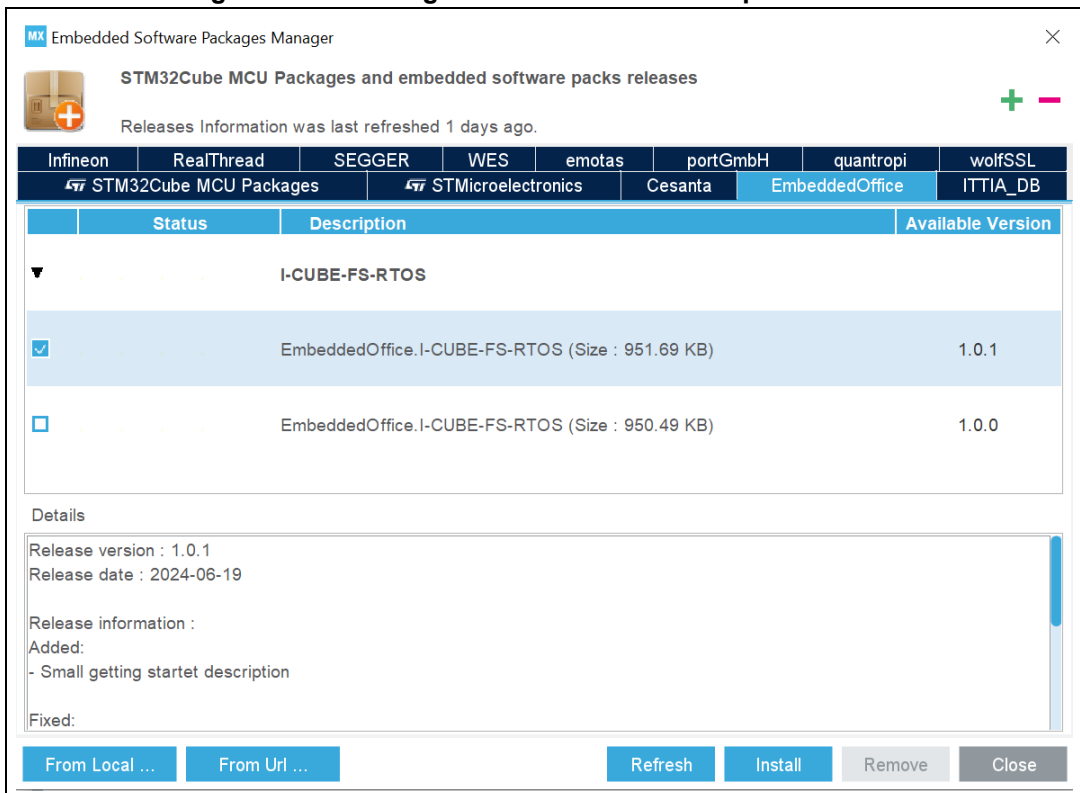 MX Embedded Software Packages Manager
STM32Cube MCU Packages and embedded software packs releases
Releases Information was last refreshed 1 days ago.
Infineon RealThread SEGGER WES emotas portGmbH quantropi wolfSSL
STM32Cube MCU Packages STMicroelectronics Cesanta EmbeddedOffice ITTIA_DB
Status Description Available Version
I-CUBE-FS-RTOS
EmbeddedOffice.I-CUBE-FS-RTOS (Size : 951.69 KB) 1.0.1
EmbeddedOffice.I-CUBE-FS-RTOS (Size : 950.49 KB) 1.0.0
Details
Release version : 1.0.1
Release date : 2024-06-19
Release information :
Added:
- Small getting startet description
Fixed:
From Local ... From Url ... Refresh Install Remove Close